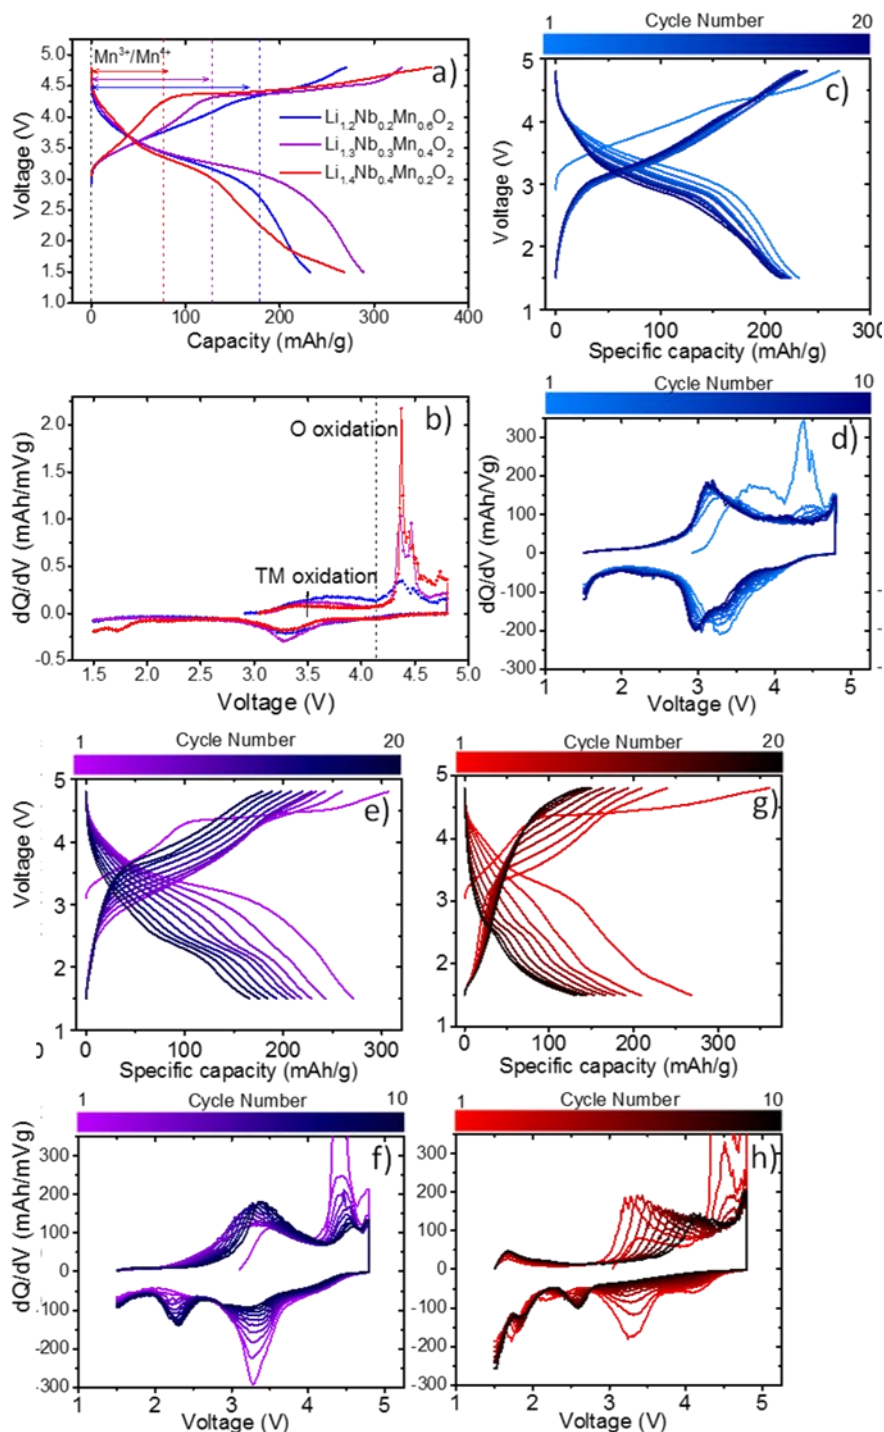 a)
Mn³⁺/Mn⁴⁺
5.0
4.5
4.0
3.5
3.0
2.5
2.0
1.5
1.0
Voltage (V)
Li₁.₂Nb₀.₂Mn₀.₆O₂
Li₁.₃Nb₀.₃Mn₀.₄O₂
Li₁.₄Nb₀.₄Mn₀.₂O₂
0 100 200 300 400
Capacity (mAh/g)
Cycle Number
1 20
c)
5
4
3
2
1
Voltage (V)
0 100 200 300
Specific capacity (mAh/g)
b)
O oxidation
TM oxidation
2.0
1.5
1.0
0.5
0.0
-0.5
dQ/dV (mAh/mVg)
1.5 2.0 2.5 3.0 3.5 4.0 4.5 5.0
Voltage (V)
Cycle Number
1 10
d)
300
200
100
0
-100
-200
-300
dQ/dV (mAh/Vg)
1 2 3 4 5
Voltage (V)
Cycle Number
1 20
e)
5
4
3
2
1
Voltage (V)
0 100 200 300
Specific capacity (mAh/g)
Cycle Number
1 20
g)
5
4
3
2
1
0 50 100 150 200 250 300 350
Specific capacity (mAh/g)
Cycle Number
1 10
f)
300
200
100
0
-100
-200
-300
dQ/dV (mAh/mVg)
1 2 3 4 5
Voltage (V)
Cycle Number
1 10
h)
300
200
100
0
-100
-200
-300
1 2 3 4 5
Voltage (V)